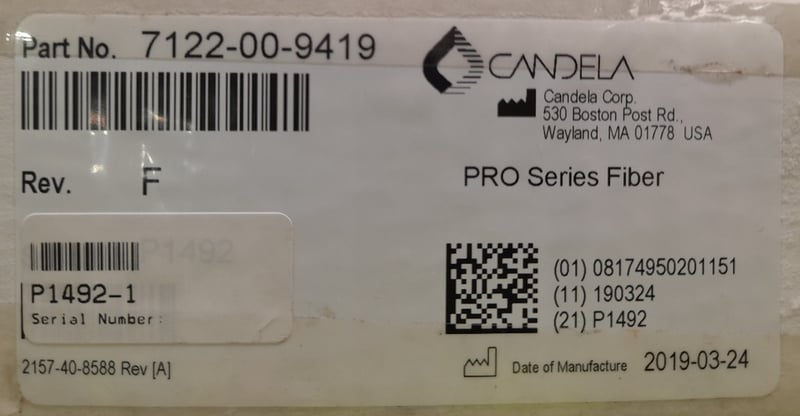 Part No. 7122-00-9419
CANDELA
Candela Corp.
530 Boston Post Rd.,
Wayland, MA 01778 USA
Rev. F
PRO Series Fiber
P1492
P1492-1
Serial Number:
(01) 08174950201151
(11) 190324
(21) P1492
2157-40-8588 Rev [A]
Date of Manufacture 2019-03-24